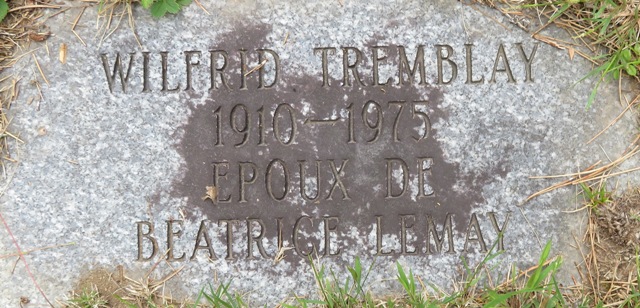 WILFRID TREMBLAY
1910-1975
EPOUX DE
BEATRICE LEMAY